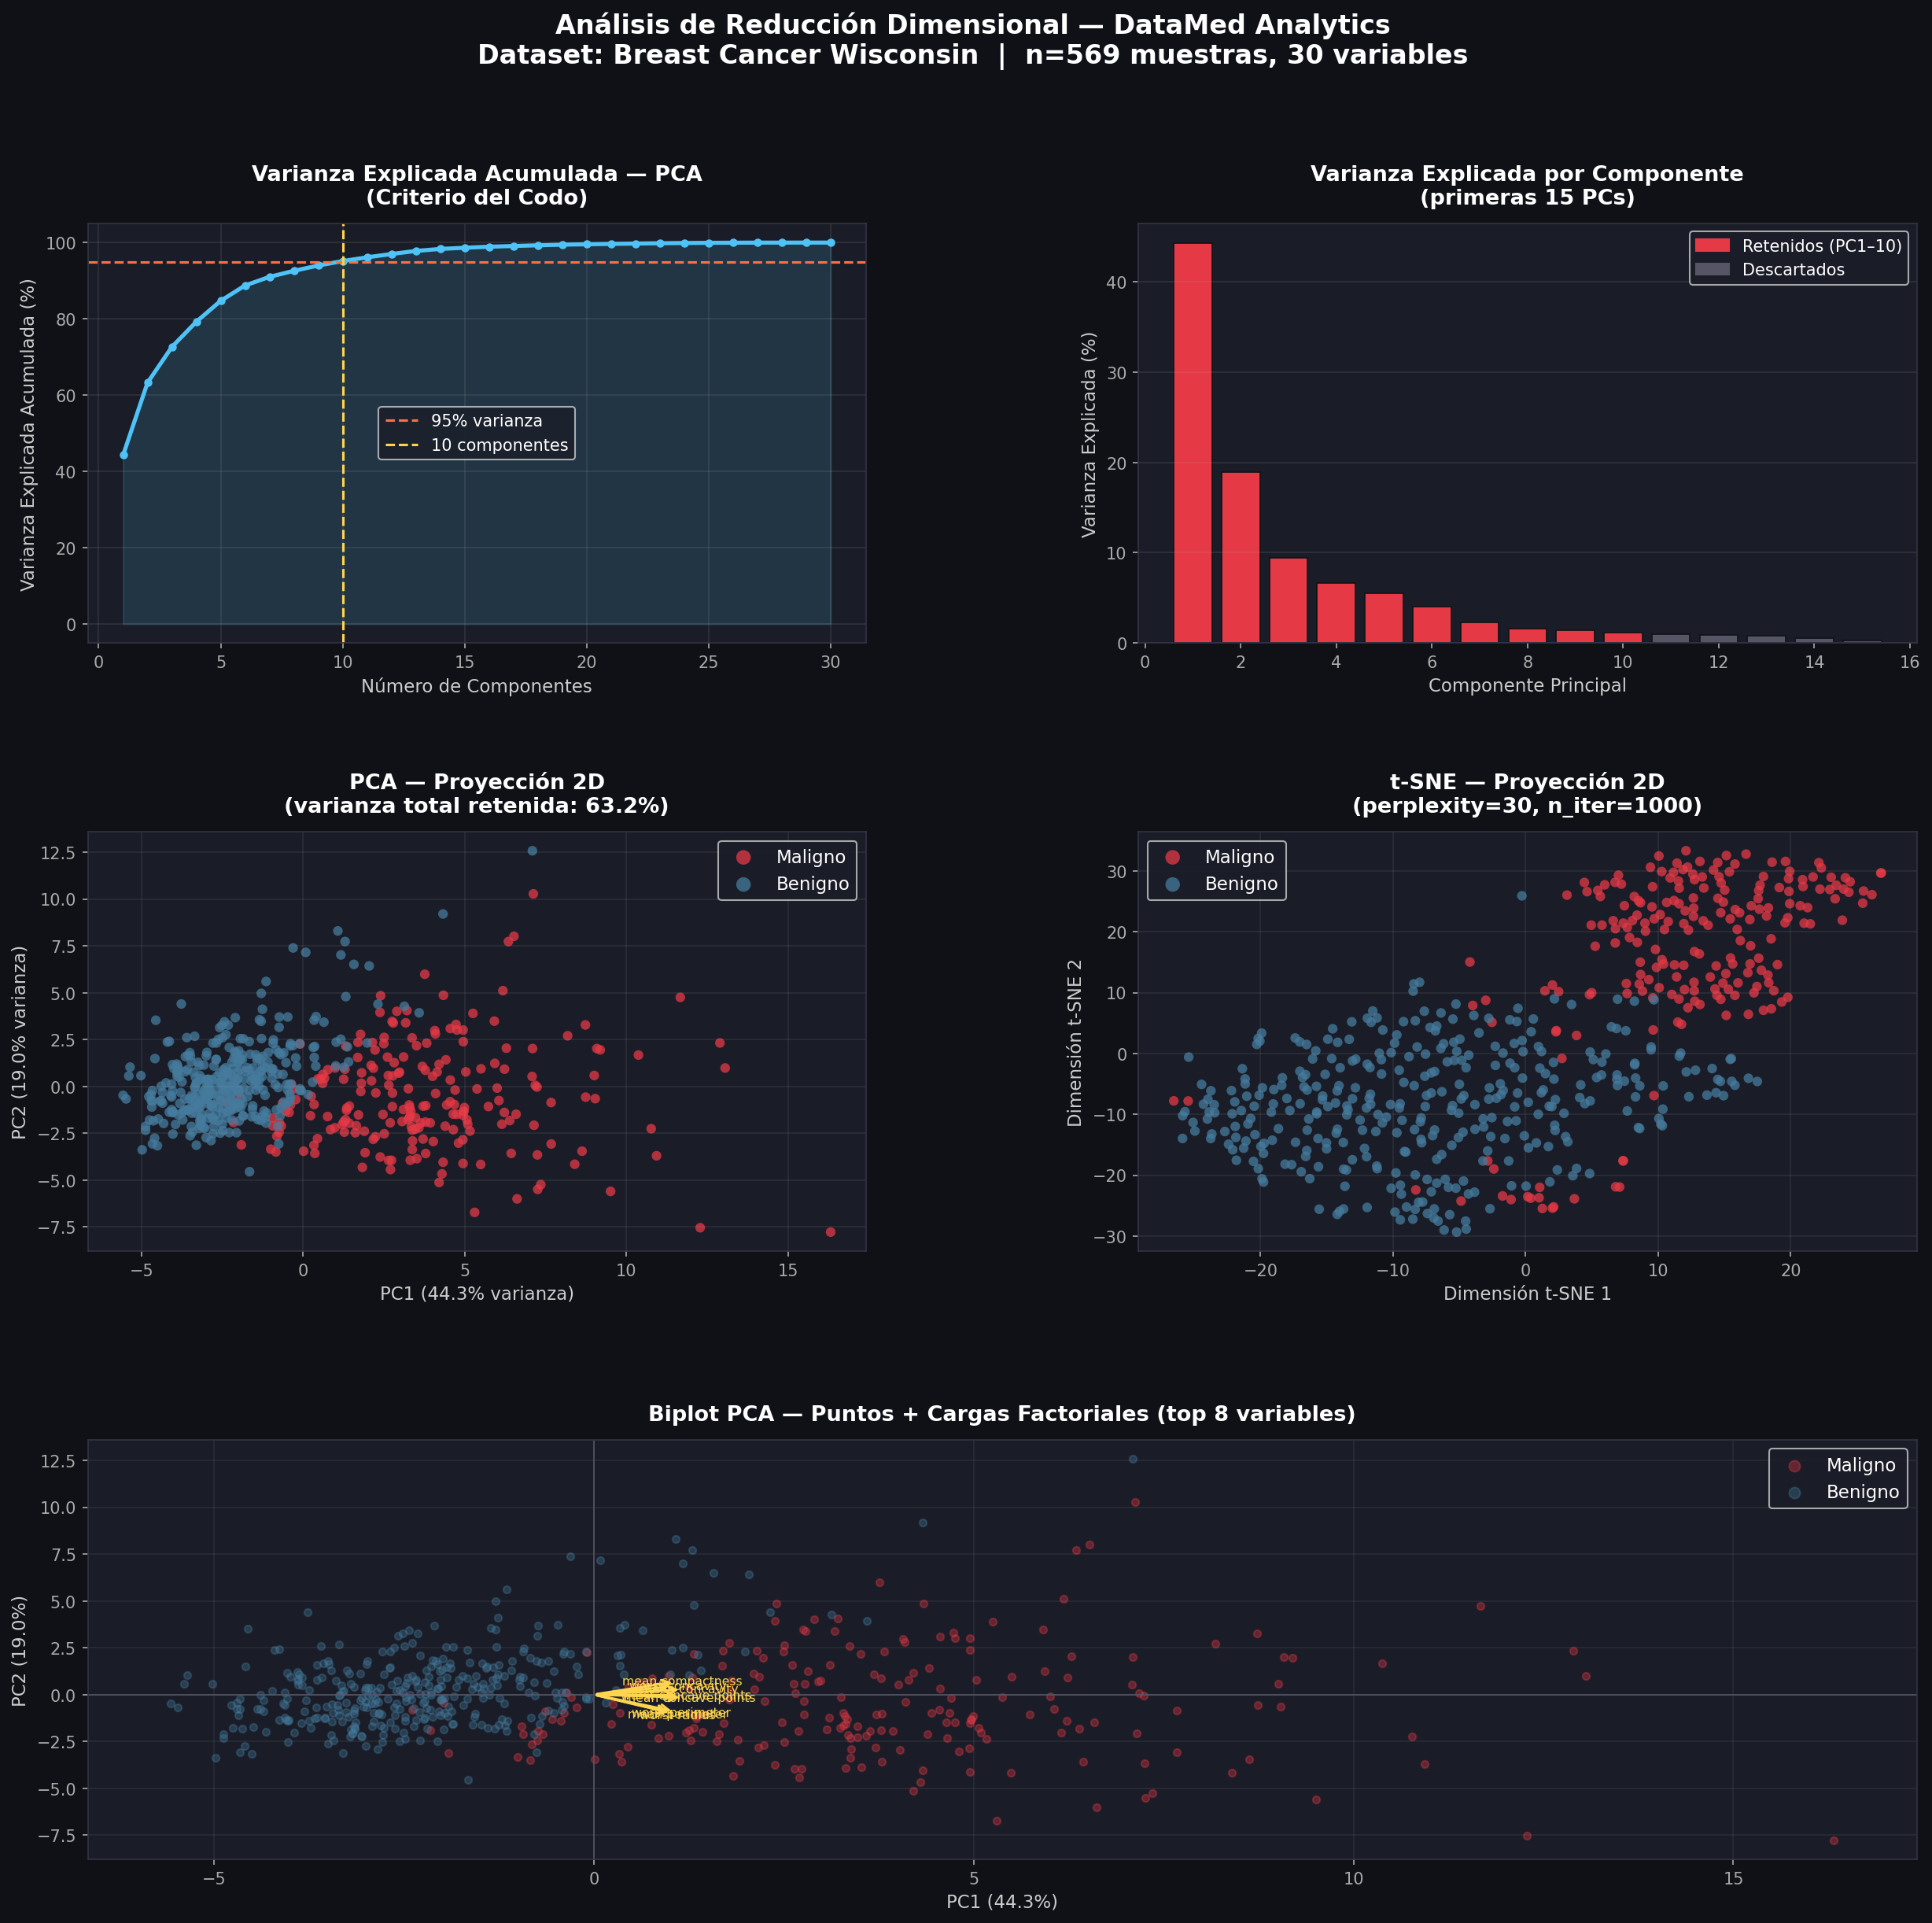 Análisis de Reducción Dimensional — DataMed Analytics
Dataset: Breast Cancer Wisconsin | n=569 muestras, 30 variables
Varianza Explicada Acumulada — PCA
(Criterio del Codo)
Varianza Explicada Acumulada (%)
100
80
60
40
20
0
95% varianza
10 componentes
0 5 10 15 20 25 30
Número de Componentes
Varianza Explicada por Componente
(primeras 15 PCs)
Varianza Explicada (%)
40
30
20
10
0
Retenidos (PC1–10)
Descartados
0 2 4 6 8 10 12 14 16
Componente Principal
PCA — Proyección 2D
(varianza total retenida: 63.2%)
PC2 (19.0% varianza)
12.5
10.0
7.5
5.0
2.5
0.0
−2.5
−5.0
−7.5
Maligno
Benigno
−5 0 5 10 15
PC1 (44.3% varianza)
t-SNE — Proyección 2D
(perplexity=30, n_iter=1000)
Dimensión t-SNE 2
30
20
10
0
−10
−20
−30
Maligno
Benigno
−20 −10 0 10 20
Dimensión t-SNE 1
Biplot PCA — Puntos + Cargas Factoriales (top 8 variables)
PC2 (19.0%)
12.5
10.0
7.5
5.0
2.5
0.0
−2.5
−5.0
−7.5
Maligno
Benigno
mean compactness
concavity
mean concave points
worst perimeter
−5 0 5 10 15
PC1 (44.3%)